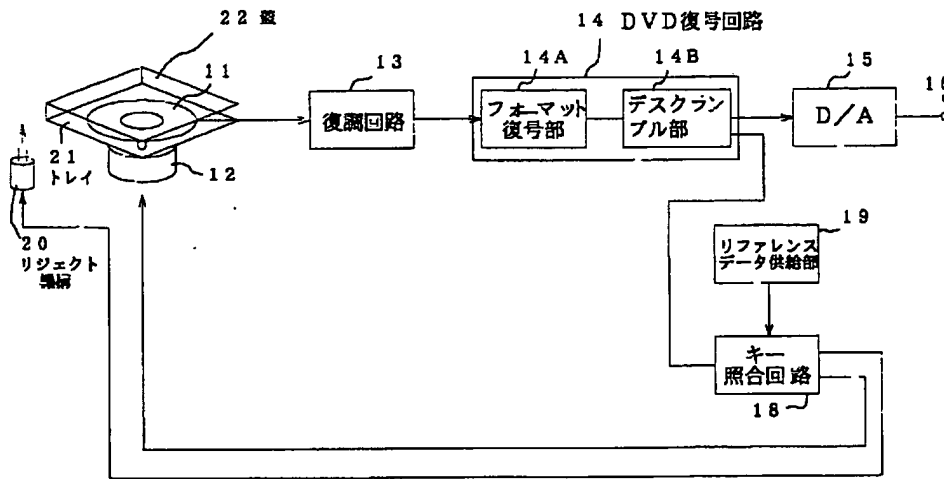 22 蓋
11
13
復調回路
14 DVD復号回路
14A
フォーマット
復号部
14B
デスクラン
ブル部
15
D/A
16
21
トレイ
12
20
リジェクト
19
リファレンス
データ供給部
キー
照合回路
18